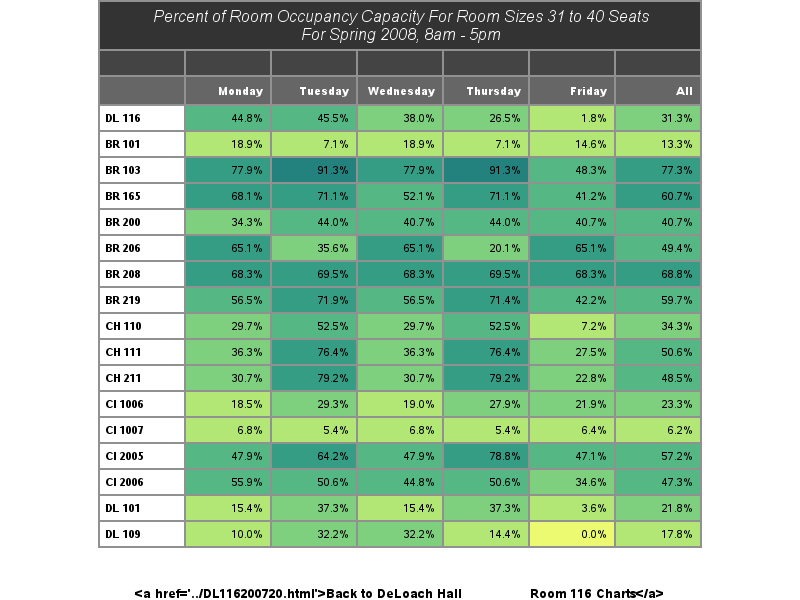 Percent of Room Occupancy Capacity For Room Sizes 31 to 40 Seats
For Spring 2008, 8am - 5pm
Monday Tuesday Wednesday Thursday Friday All
DL 116 44.8% 45.5% 38.0% 26.5% 1.8% 31.3%
BR 101 18.9% 7.1% 18.9% 7.1% 14.6% 13.3%
BR 103 77.9% 91.3% 77.9% 91.3% 48.3% 77.3%
BR 165 68.1% 71.1% 52.1% 71.1% 41.2% 60.7%
BR 200 34.3% 44.0% 40.7% 44.0% 40.7% 40.7%
BR 206 65.1% 35.6% 65.1% 20.1% 65.1% 49.4%
BR 208 68.3% 69.5% 68.3% 69.5% 68.3% 68.8%
BR 219 56.5% 71.9% 56.5% 71.4% 42.2% 59.7%
CH 110 29.7% 52.5% 29.7% 52.5% 7.2% 34.3%
CH 111 36.3% 76.4% 36.3% 76.4% 27.5% 50.6%
CH 211 30.7% 79.2% 30.7% 79.2% 22.8% 48.5%
CI 1006 18.5% 29.3% 19.0% 27.9% 21.9% 23.3%
CI 1007 6.8% 5.4% 6.8% 5.4% 6.4% 6.2%
CI 2005 47.9% 64.2% 47.9% 78.8% 47.1% 57.2%
CI 2006 55.9% 50.6% 44.8% 50.6% 34.6% 47.3%
DL 101 15.4% 37.3% 15.4% 37.3% 3.6% 21.8%
DL 109 10.0% 32.2% 32.2% 14.4% 0.0% 17.8%
<a href='../DL116200720.html'>Back to DeLoach Hall Room 116 Charts</a>